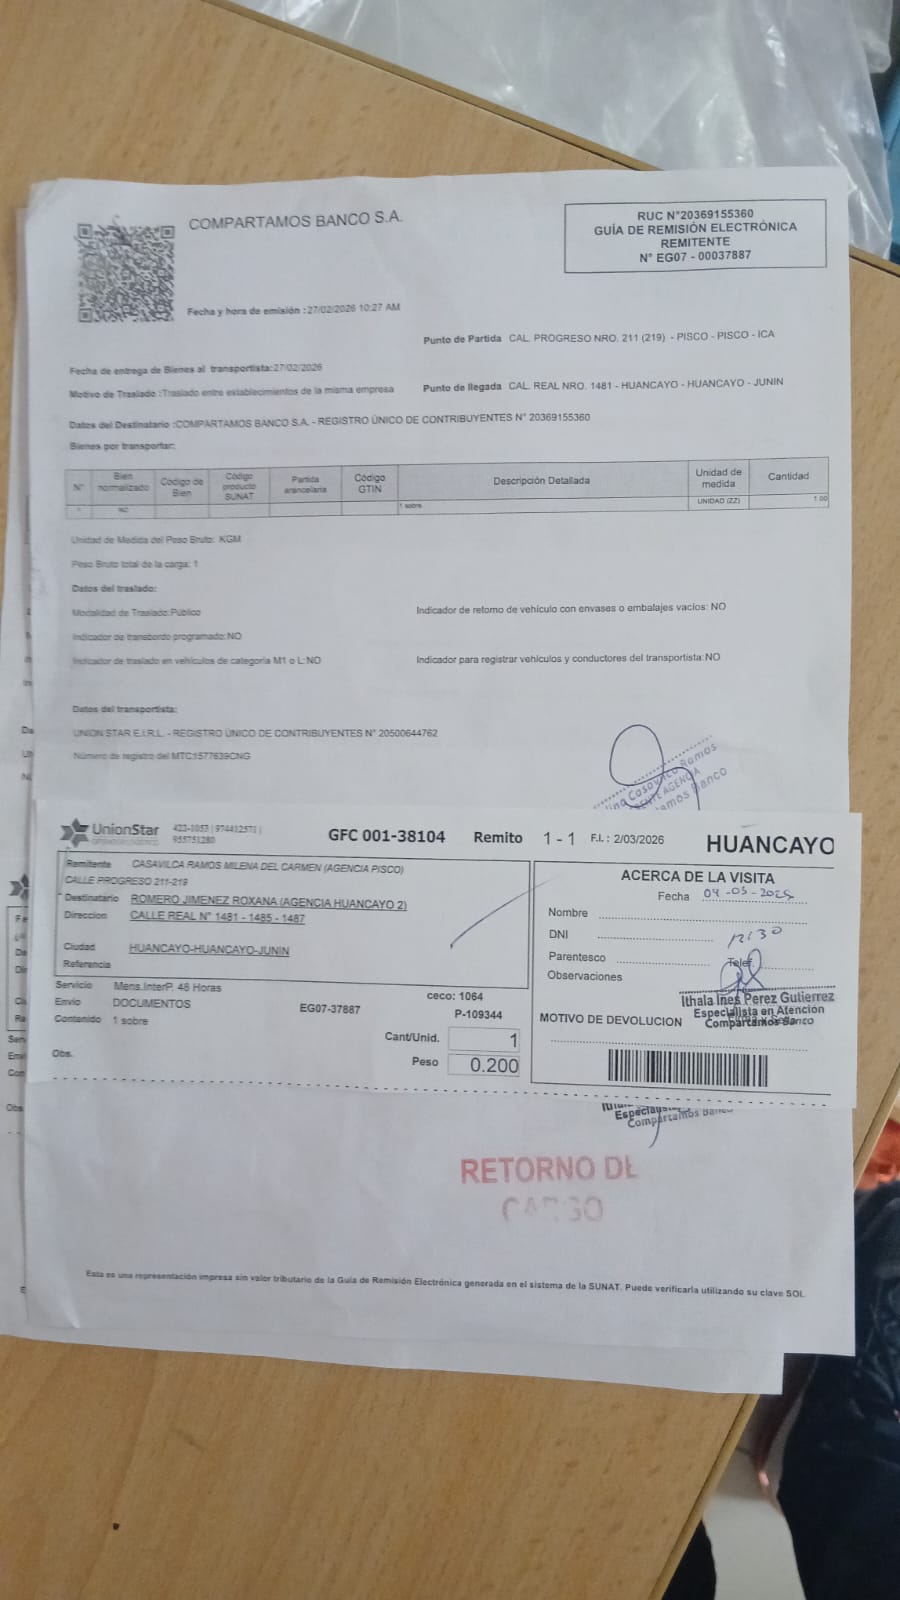 COMPARTAMOS BANCO S.A.
RUC N°20369155360
GUÍA DE REMISIÓN ELECTRÓNICA
REMITENTE
N° EG07 - 00037887
Fecha y hora de emisión :27/02/2026 10:27 AM
Punto de Partida CAL. PROGRESO NRO. 211 (219) - PISCO - PISCO - ICA
Fecha de entrega de Bienes al transportista:27/02/2026
Motivo de Traslado :Traslado entre establecimientos de la misma empresa
Punto de llegada CAL. REAL NRO. 1481 - HUANCAYO - HUANCAYO - JUNIN
Datos del Destinatario :COMPARTAMOS BANCO S.A. - REGISTRO ÚNICO DE CONTRIBUYENTES N° 20369155360
Bienes por transportar:
N° Bien normalizado Código de Bien Código producto SUNAT Partida arancelaria Código GTIN Descripción Detallada Unidad de medida Cantidad
1 NO 1 sobre UNIDAD (ZZ) 1.00
Unidad de Medida del Peso Bruto: KGM
Peso Bruto total de la carga: 1
Datos del traslado:
Modalidad de Traslado:Público
Indicador de retorno de vehículo con envases o embalajes vacíos: NO
Indicador de transbordo programado:NO
Indicador de traslado en vehículos de categoría M1 o L:NO
Indicador para registrar vehículos y conductores del transportista:NO
Datos del transportista:
UNION STAR E.I.R.L. - REGISTRO ÚNICO DE CONTRIBUYENTES N° 20500644762
Número de registro del MTC:1577639CNG
Casavilca Ramos
AGENCIA
Banco
UnionStar
422-1053 | 974412571 |
955751280
GFC 001-38104 Remito 1 - 1 F.I.: 2/03/2026 HUANCAYO
Remitente CASAVILCA RAMOS MILENA DEL CARMEN (AGENCIA PISCO)
CALLE PROGRESO 211-219
Destinatario ROMERO JIMENEZ ROXANA (AGENCIA HUANCAYO 2)
Direccion CALLE REAL N° 1481 - 1485 - 1487
Ciudad HUANCAYO-HUANCAYO-JUNIN
Referencia
Servicio Mens.InterP. 48 Horas
Envio DOCUMENTOS
Contenido 1 sobre
EG07-37887
ceco: 1064
P-109344
Cant/Unid. 1
Peso 0.200
Obs.
ACERCA DE LA VISITA
Fecha
Nombre
DNI
Parentesco
Telef.
Observaciones
Ithala Ines Perez Gutierrez
Especialista en Atención
Compartamos Banco
MOTIVO DE DEVOLUCION
Compartamos Banco
RETORNO DE
CARGO
Esta es una representación impresa sin valor tributario de la Guía de Remisión Electrónica generada en el sistema de la SUNAT. Puede verificarla utilizando su clave SOL